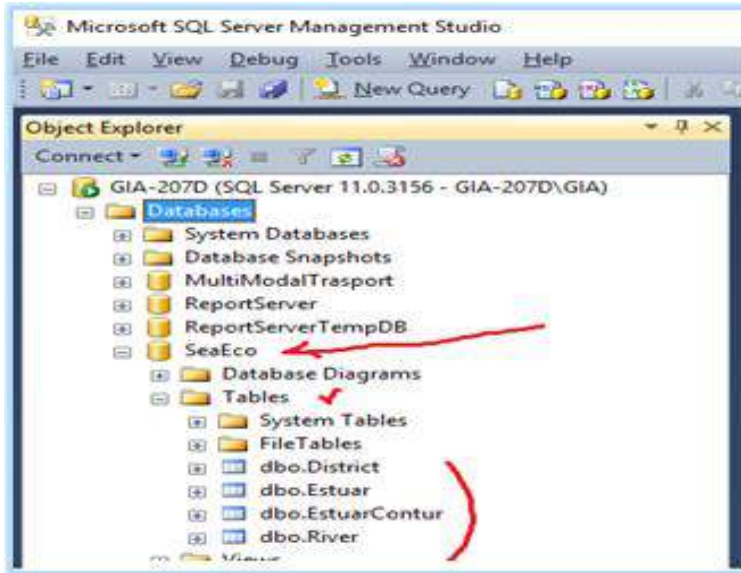 Microsoft SQL Server Management Studio
File Edit View Debug Tools Window Help
New Query
Object Explorer
Connect
GIA-207D (SQL Server 11.0.3156 - GIA-207D\GIA)
Databases
System Databases
Database Snapshots
MultiModalTrasport
ReportServer
ReportServerTempDB
SeaEco
Database Diagrams
Tables
System Tables
FileTables
dbo.District
dbo.Estuar
dbo.EstuarContur
dbo.River
Views